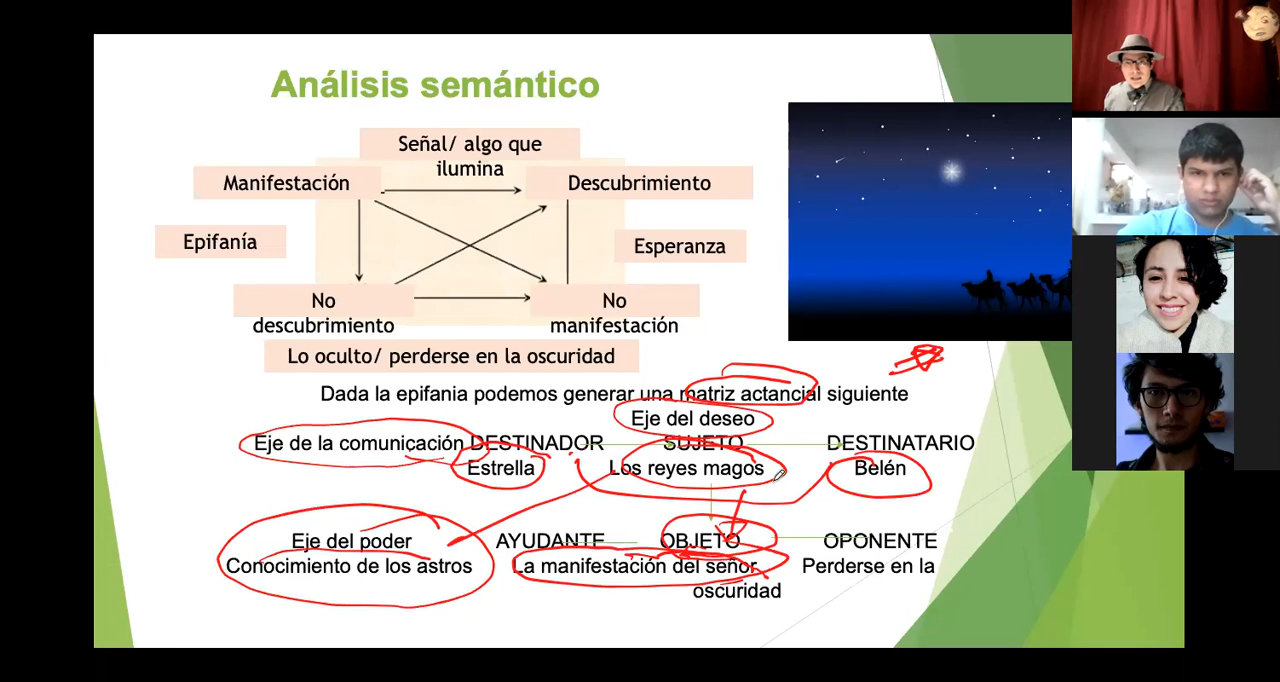 Análisis semántico
Señal/ algo que
ilumina
Manifestación
Descubrimiento
Epifanía
Esperanza
No
descubrimiento
No
manifestación
Lo oculto/ perderse en la oscuridad
Dada la epifania podemos generar una matriz actancial siguiente
Eje del deseo
Eje de la comunicación DESTINADOR SUJETO DESTINATARIO
Estrella Los reyes magos Belén
Eje del poder AYUDANTE OBJETO OPONENTE
Conocimiento de los astros La manifestación del señor Perderse en la
oscuridad